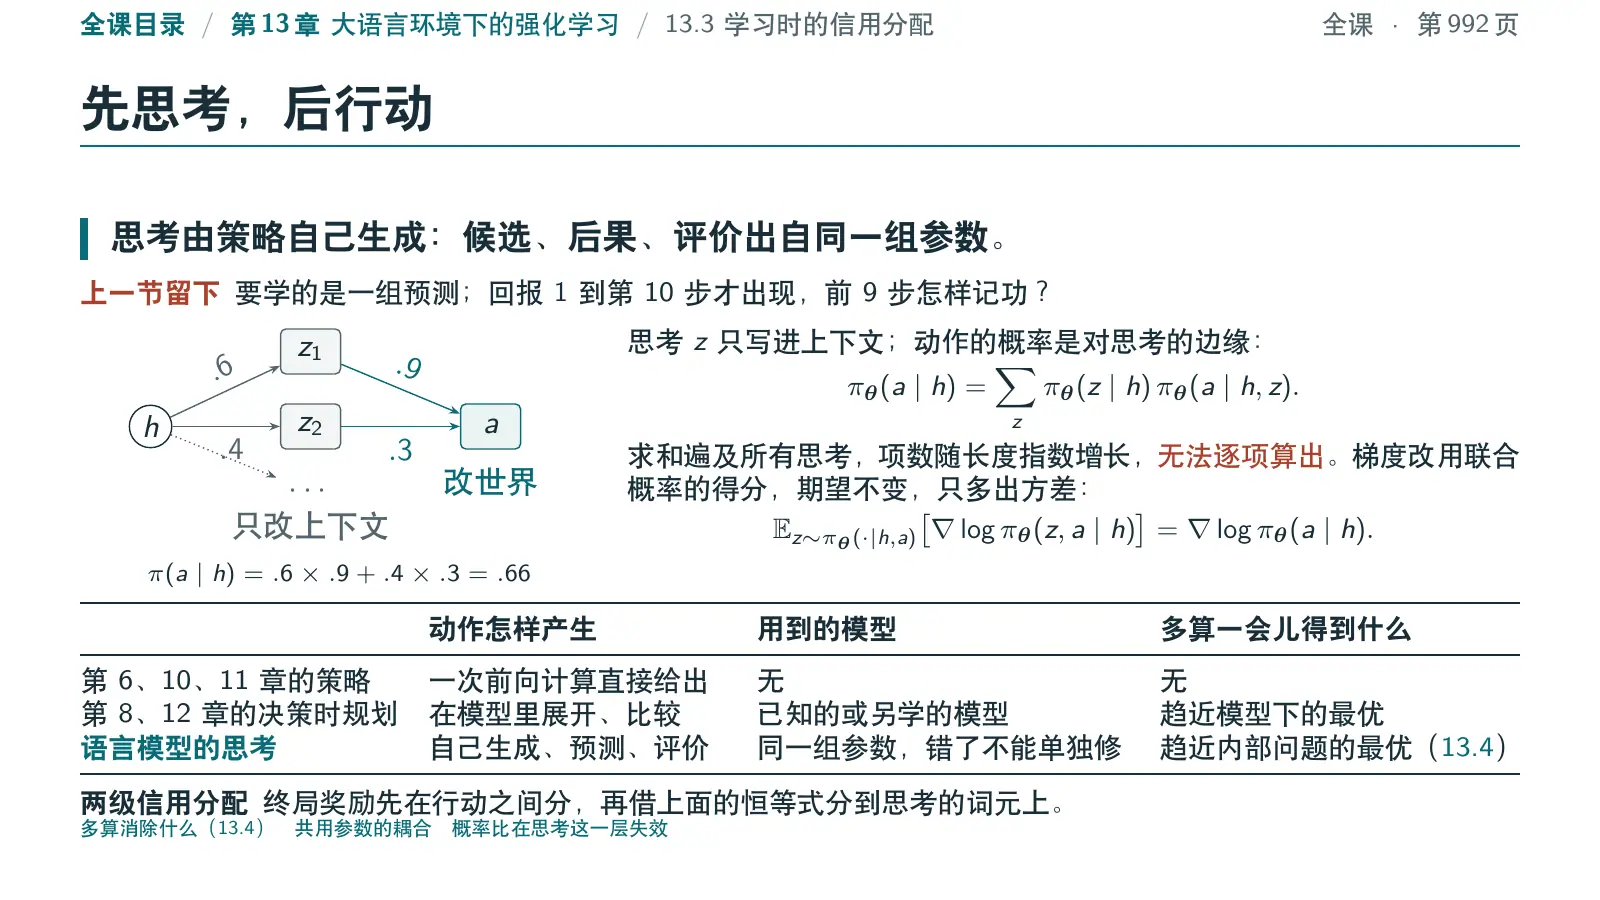 全课目录 / 第13章 大语言环境下的强化学习 / 13.3 学习时的信用分配
全课 · 第992页
先思考，后行动
思考由策略自己生成：候选、后果、评价出自同一组参数。
上一节留下 要学的是一组预测；回报 1 到第 10 步才出现，前 9 步怎样记功？
z₁
.6
.9
h
z₂
a
.4
.3
...
改世界
只改上下文
π(a | h) = .6 × .9 + .4 × .3 = .66
思考 z 只写进上下文；动作的概率是对思考的边缘：
π_θ(a | h) = ∑_z π_θ(z | h) π_θ(a | h, z).
求和遍及所有思考，项数随长度指数增长，无法逐项算出。梯度改用联合
概率的得分，期望不变，只多出方差：
𝔼_{z∼π_θ(·|h,a)}[∇ log π_θ(z, a | h)] = ∇ log π_θ(a | h).
动作怎样产生 用到的模型 多算一会儿得到什么
第 6、10、11 章的策略 一次前向计算直接给出 无 无
第 8、12 章的决策时规划 在模型里展开、比较 已知的或另学的模型 趋近模型下的最优
语言模型的思考 自己生成、预测、评价 同一组参数，错了不能单独修 趋近内部问题的最优（13.4）
两级信用分配 终局奖励先在行动之间分，再借上面的恒等式分到思考的词元上。
多算消除什么（13.4） 共用参数的耦合 概率比在思考这一层失效